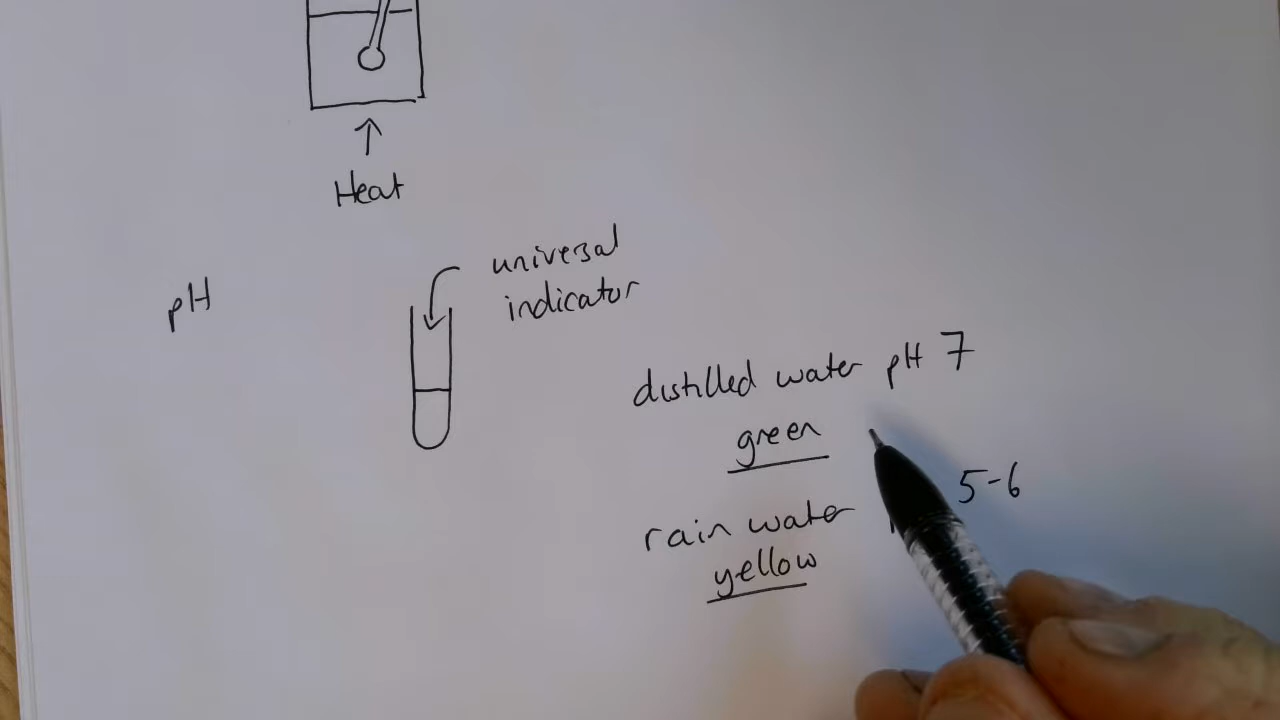 Heat
universal
indicator
pH
distilled water pH 7
green
rain water 5-6
yellow